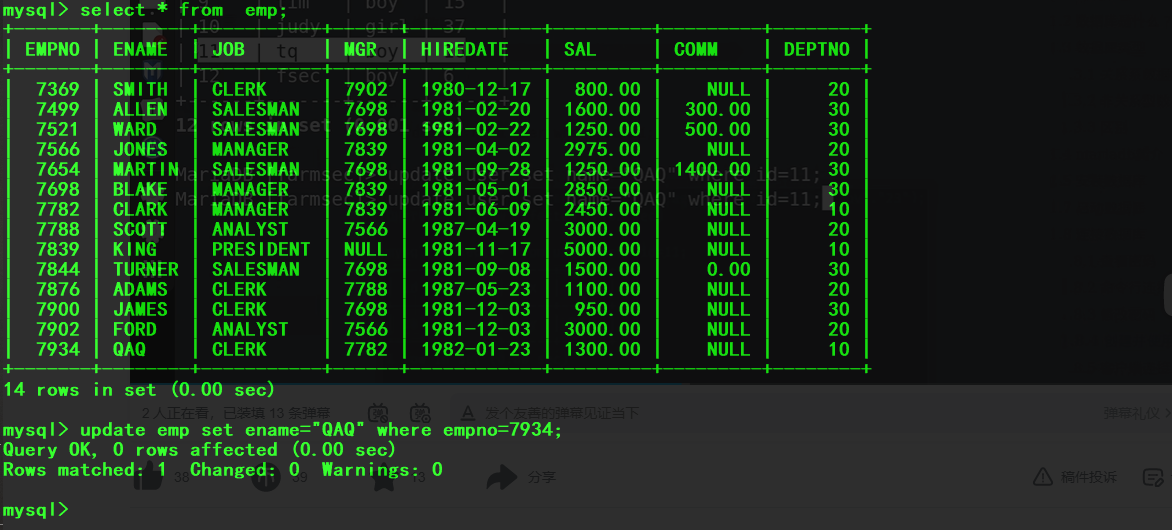 mysql> select * from  emp;
+-------+--------+-----------+------+------------+---------+---------+--------+
| EMPNO | ENAME  | JOB       | MGR  | HIREDATE   | SAL     | COMM    | DEPTNO |
+-------+--------+-----------+------+------------+---------+---------+--------+
|  7369 | SMITH  | CLERK     | 7902 | 1980-12-17 |  800.00 |    NULL |     20 |
|  7499 | ALLEN  | SALESMAN  | 7698 | 1981-02-20 | 1600.00 |  300.00 |     30 |
|  7521 | WARD   | SALESMAN  | 7698 | 1981-02-22 | 1250.00 |  500.00 |     30 |
|  7566 | JONES  | MANAGER   | 7839 | 1981-04-02 | 2975.00 |    NULL |     20 |
|  7654 | MARTIN | SALESMAN  | 7698 | 1981-09-28 | 1250.00 | 1400.00 |     30 |
|  7698 | BLAKE  | MANAGER   | 7839 | 1981-05-01 | 2850.00 |    NULL |     30 |
|  7782 | CLARK  | MANAGER   | 7839 | 1981-06-09 | 2450.00 |    NULL |     10 |
|  7788 | SCOTT  | ANALYST   | 7566 | 1987-04-19 | 3000.00 |    NULL |     20 |
|  7839 | KING   | PRESIDENT | NULL | 1981-11-17 | 5000.00 |    NULL |     10 |
|  7844 | TURNER | SALESMAN  | 7698 | 1981-09-08 | 1500.00 |    0.00 |     30 |
|  7876 | ADAMS  | CLERK     | 7788 | 1987-05-23 | 1100.00 |    NULL |     20 |
|  7900 | JAMES  | CLERK     | 7698 | 1981-12-03 |  950.00 |    NULL |     30 |
|  7902 | FORD   | ANALYST   | 7566 | 1981-12-03 | 3000.00 |    NULL |     20 |
|  7934 | QAQ    | CLERK     | 7782 | 1982-01-23 | 1300.00 |    NULL |     10 |
+-------+--------+-----------+------+------------+---------+---------+--------+
14 rows in set (0.00 sec)
2 人正在看，已装填 13 条弹幕 发个友善的弹幕见证当下 弹幕礼仪
mysql> update emp set ename="QAQ" where empno=7934;
Query OK, 0 rows affected (0.00 sec)
Rows matched: 1  Changed: 0  Warnings: 0
38 39 13 分享 稿件投诉
mysql>